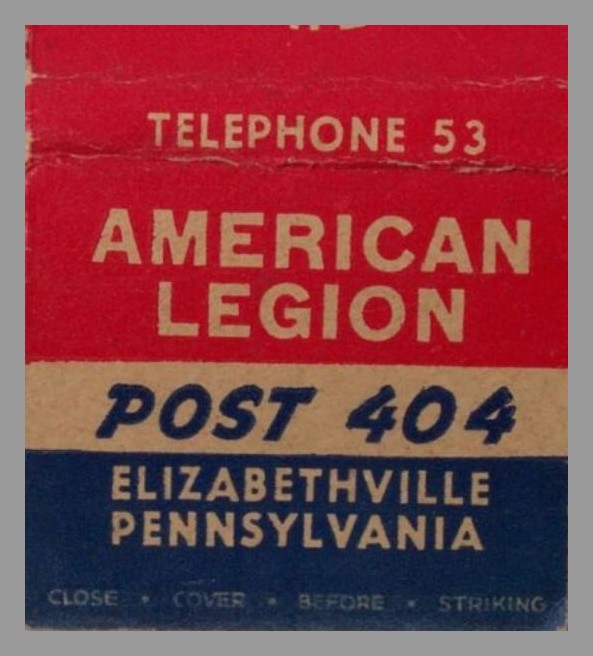 TELEPHONE 53
AMERICAN
LEGION
POST 404
ELIZABETHVILLE
PENNSYLVANIA
CLOSE • COVER • BEFORE • STRIKING